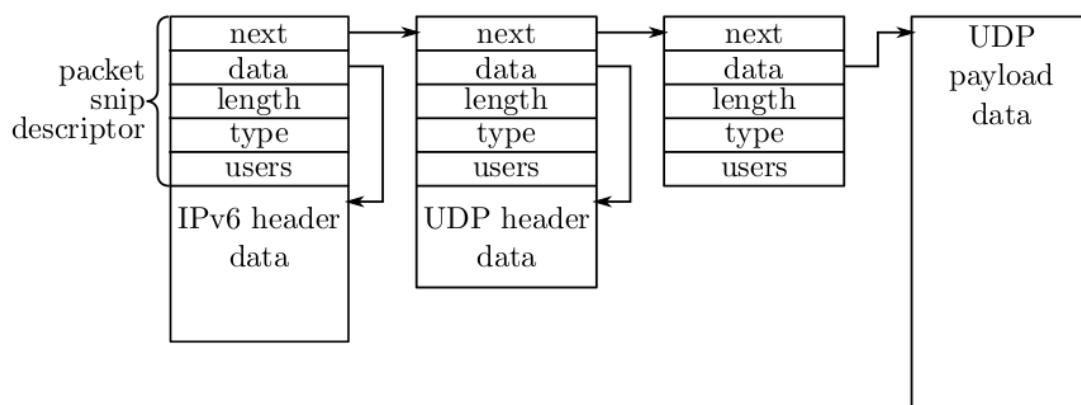 packet
snip
descriptor
next
data
length
type
users
IPv6 header
data
next
data
length
type
users
UDP header
data
next
data
length
type
users
UDP
payload
data